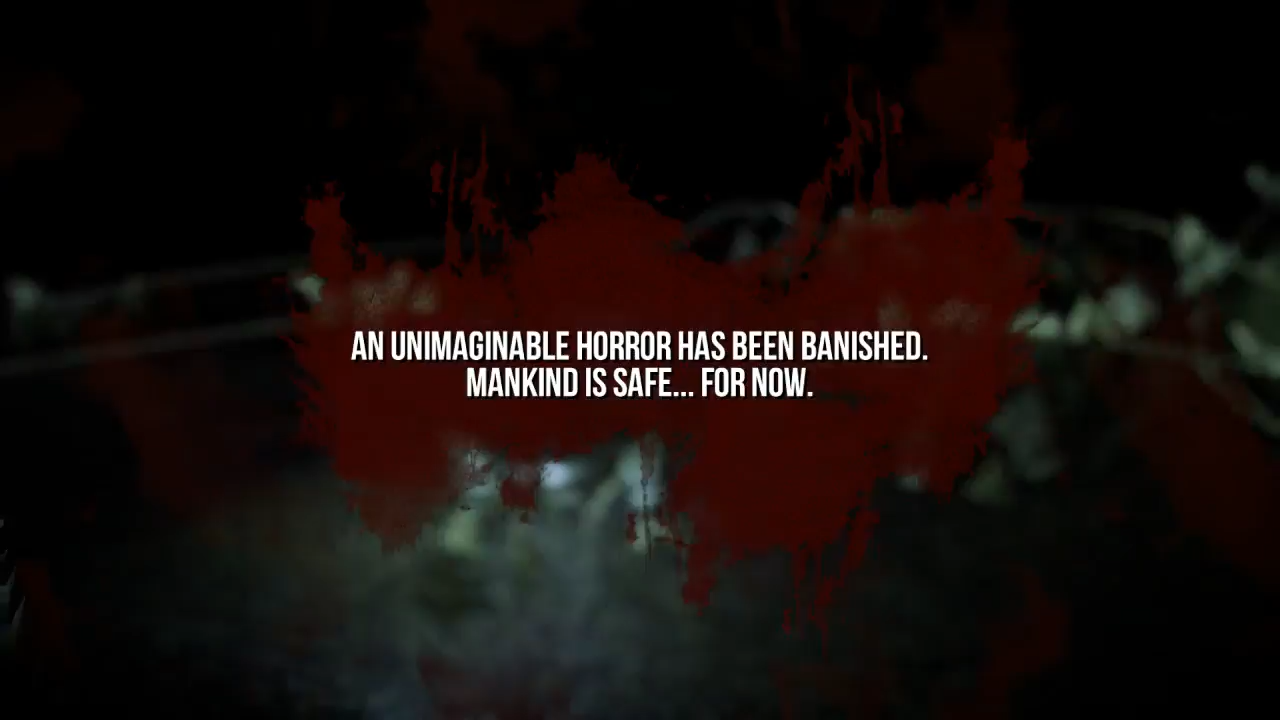 AN UNIMAGINABLE HORROR HAS BEEN BANISHED.
MANKIND IS SAFE... FOR NOW.